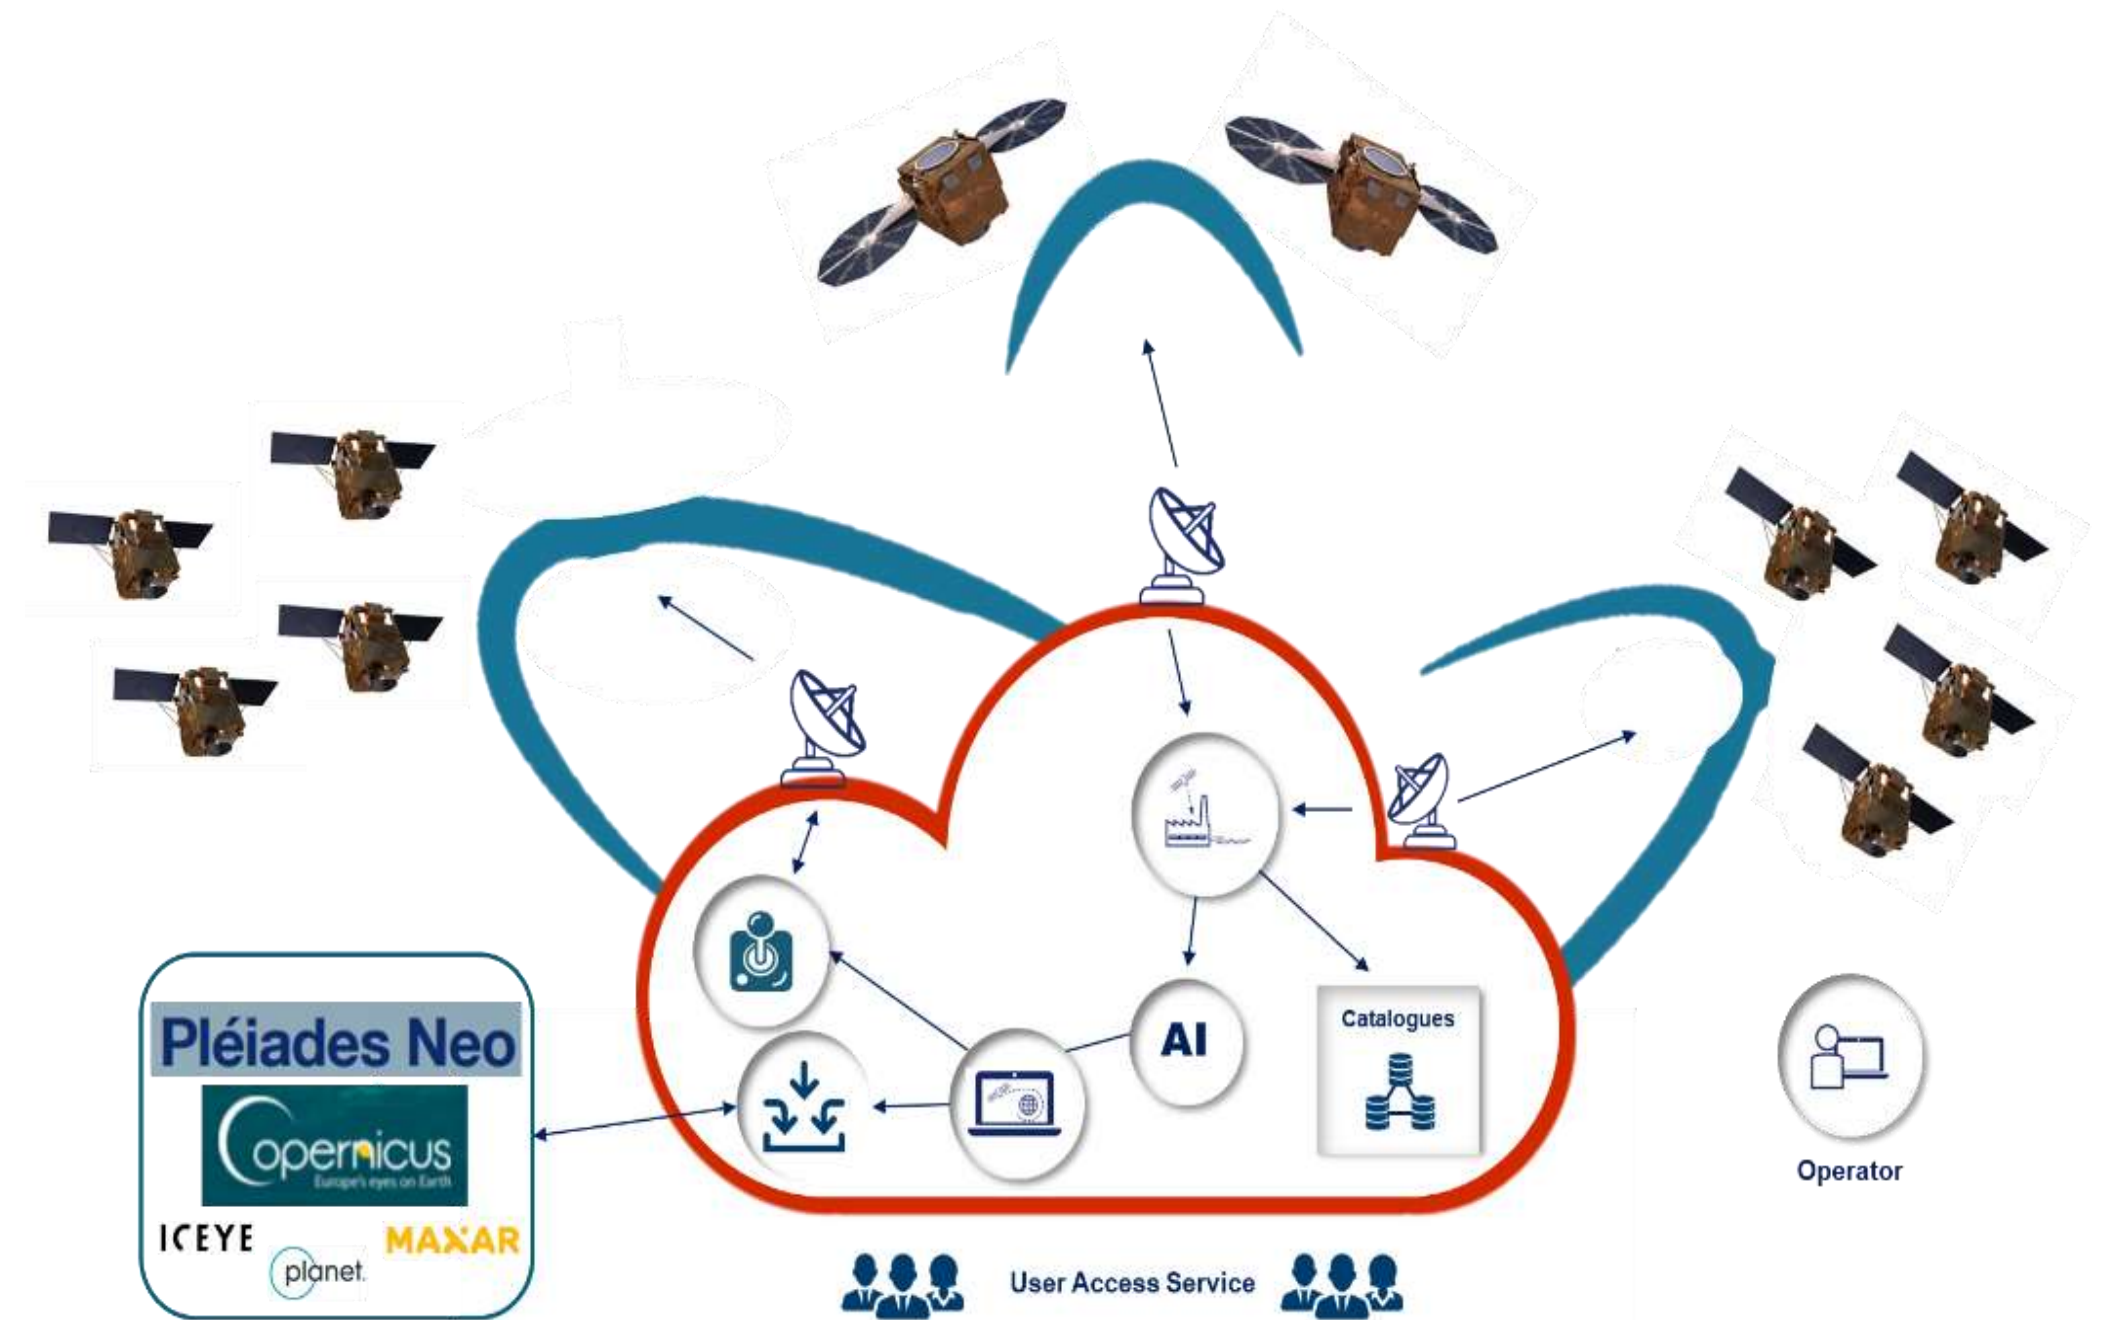 Catalogues
AI
Pléiades Neo
Copernicus
Europe's eyes on Earth
ICEYE
MAXAR
planet.
Operator
User Access Service